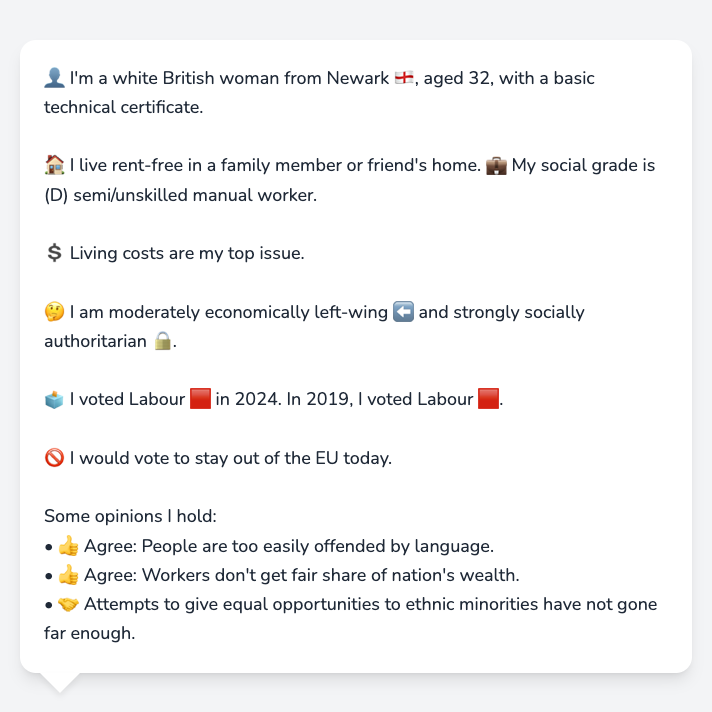 👤 I'm a white British woman from Newark 🏴󠁧󠁢󠁥󠁮󠁧󠁿, aged 32, with a basic
technical certificate.
🏠 I live rent-free in a family member or friend's home. 💼 My social grade is
(D) semi/unskilled manual worker.
💲 Living costs are my top issue.
🤔 I am moderately economically left-wing ⬅️ and strongly socially
authoritarian 🔒.
🗳️ I voted Labour 🟥 in 2024. In 2019, I voted Labour 🟥.
🚫 I would vote to stay out of the EU today.
Some opinions I hold:
• 👍 Agree: People are too easily offended by language.
• 👍 Agree: Workers don't get fair share of nation's wealth.
• 🤝 Attempts to give equal opportunities to ethnic minorities have not gone
far enough.